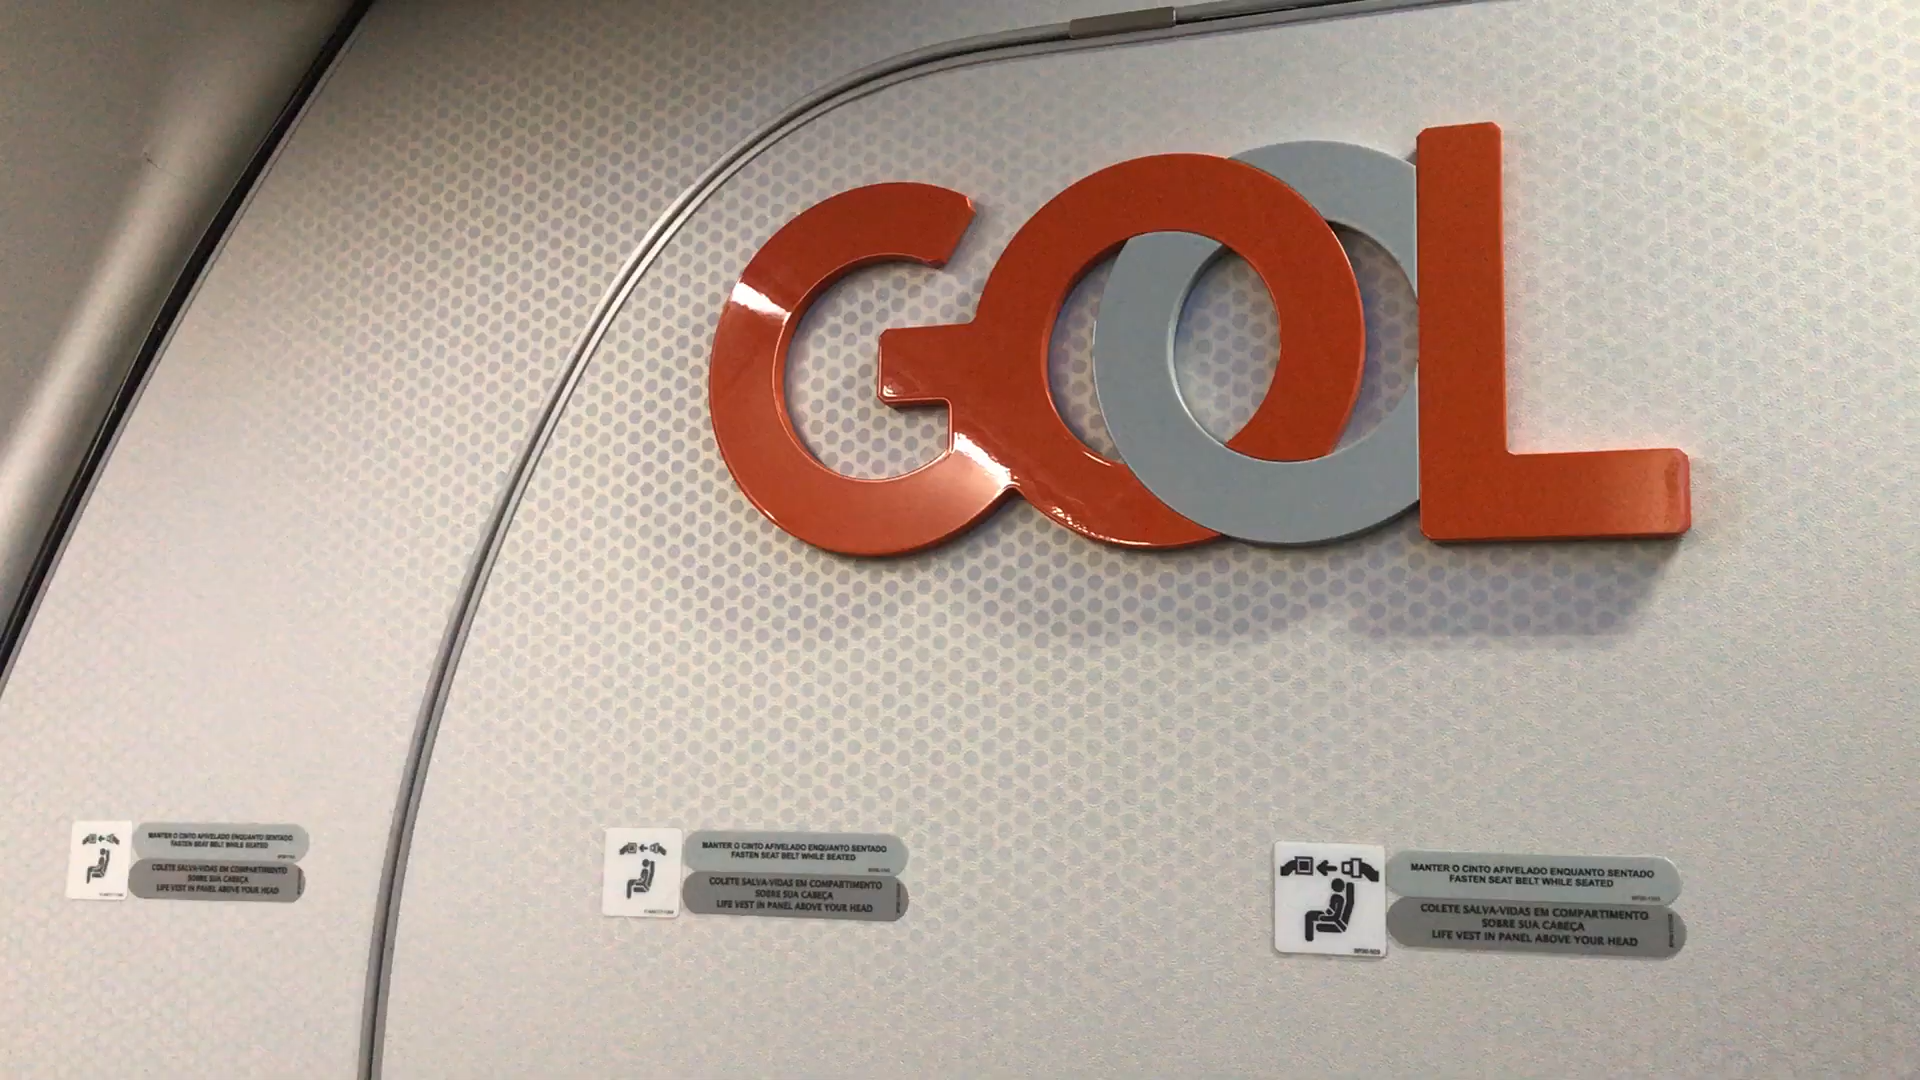 GOL
MANTER O CINTO AFIVELADO ENQUANTO SENTADO
FASTEN SEAT BELT WHILE SEATED
COLETE SALVA-VIDAS EM COMPARTIMENTO
SOBRE SUA CABEÇA
LIFE VEST IN PANEL ABOVE YOUR HEAD
MANTER O CINTO AFIVELADO ENQUANTO SENTADO
FASTEN SEAT BELT WHILE SEATED
COLETE SALVA-VIDAS EM COMPARTIMENTO
SOBRE SUA CABEÇA
LIFE VEST IN PANEL ABOVE YOUR HEAD
MANTER O CINTO AFIVELADO ENQUANTO SENTADO
FASTEN SEAT BELT WHILE SEATED
COLETE SALVA-VIDAS EM COMPARTIMENTO
SOBRE SUA CABEÇA
LIFE VEST IN PANEL ABOVE YOUR HEAD